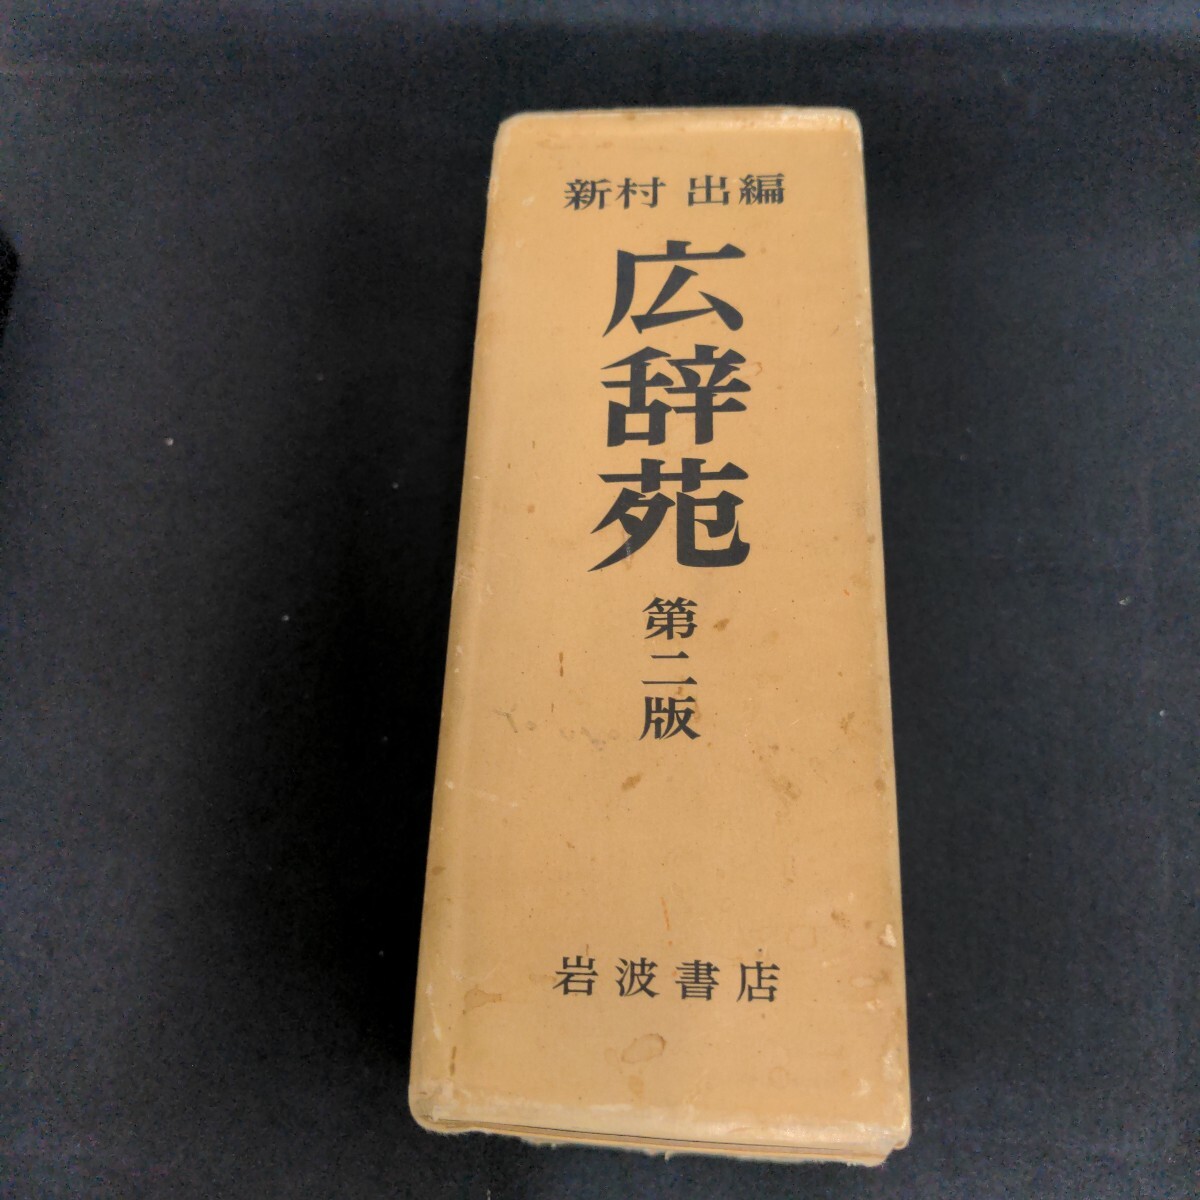 新村 出編
広辞苑
第二版
岩波書店